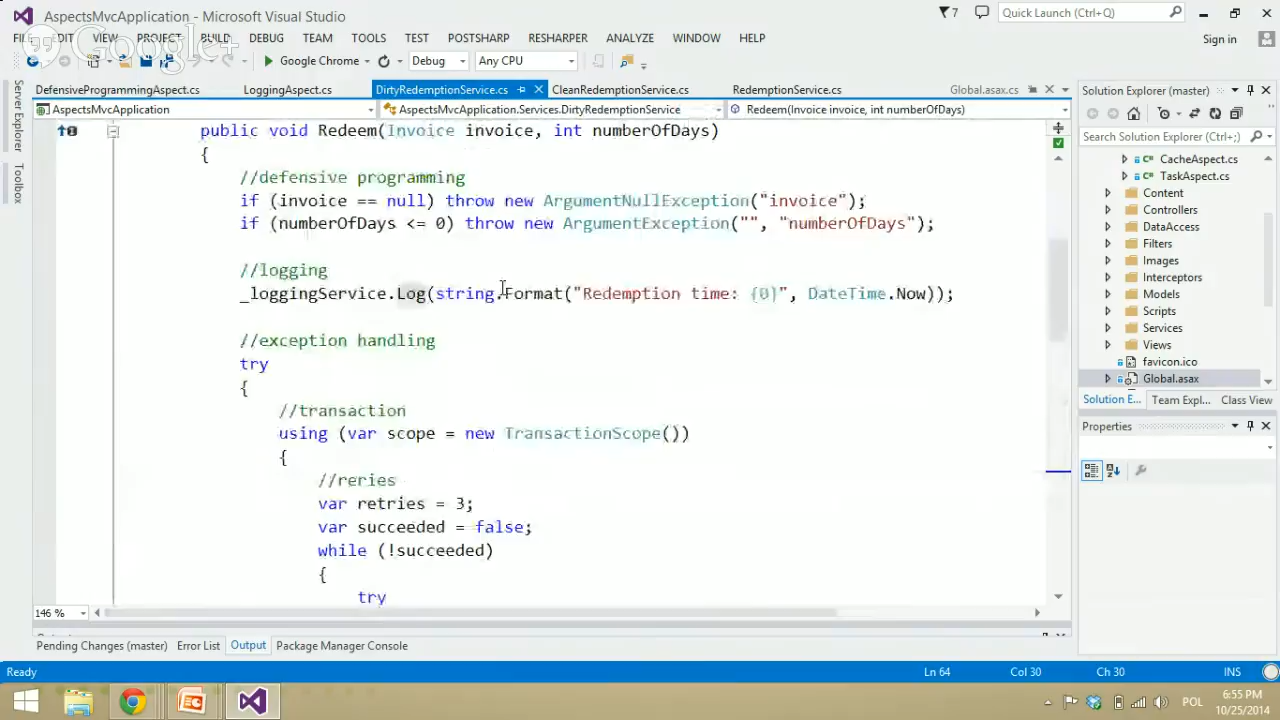 AspectsMvcApplication - Microsoft Visual Studio
7
Quick Launch (Ctrl+Q)
Google+
FILE EDIT VIEW PROJECT BUILD DEBUG TEAM TOOLS TEST POSTSHARP RESHARPER ANALYZE WINDOW HELP
Sign in
Google Chrome Debug Any CPU
DefensiveProgrammingAspect.cs LoggingAspect.cs DirtyRedemptionService.cs CleanRedemptionService.cs RedemptionService.cs Global.asax.cs
AspectsMvcApplication AspectsMvcApplication.Services.DirtyRedemptionService Redeem(Invoice invoice, int numberOfDays)
Server Explorer
Toolbox
public void Redeem(Invoice invoice, int numberOfDays)
{
//defensive programming
if (invoice == null) throw new ArgumentNullException("invoice");
if (numberOfDays <= 0) throw new ArgumentException("", "numberOfDays");
//logging
_loggingService.Log(string.Format("Redemption time: {0}", DateTime.Now));
//exception handling
try
{
//transaction
using (var scope = new TransactionScope())
{
//reries
var retries = 3;
var succeeded = false;
while (!succeeded)
{
try
146 %
Solution Explorer (master)
Search Solution Explorer (Ctrl+;)
CacheAspect.cs
TaskAspect.cs
Content
Controllers
DataAccess
Filters
Images
Interceptors
Models
Scripts
Services
Views
favicon.ico
Global.asax
Solution E... Team Expl... Class View
Properties
Pending Changes (master) Error List Output Package Manager Console
Ready Ln 64 Col 30 Ch 30 INS
POL
6:55 PM
10/25/2014